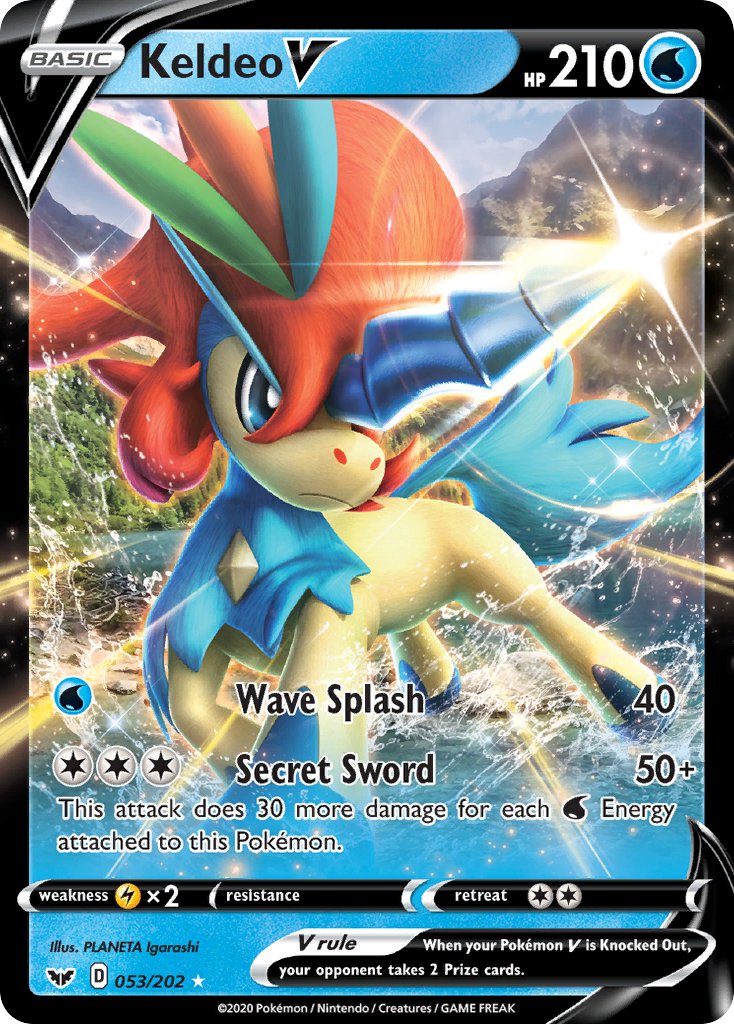 BASIC
Keldeo V
HP 210
Wave Splash 40
Secret Sword 50+
This attack does 30 more damage for each Energy
attached to this Pokémon.
weakness ×2 resistance retreat
Illus. PLANETA Igarashi
V rule When your Pokémon V is Knocked Out,
your opponent takes 2 Prize cards.
D 053/202
©2020 Pokémon / Nintendo / Creatures / GAME FREAK